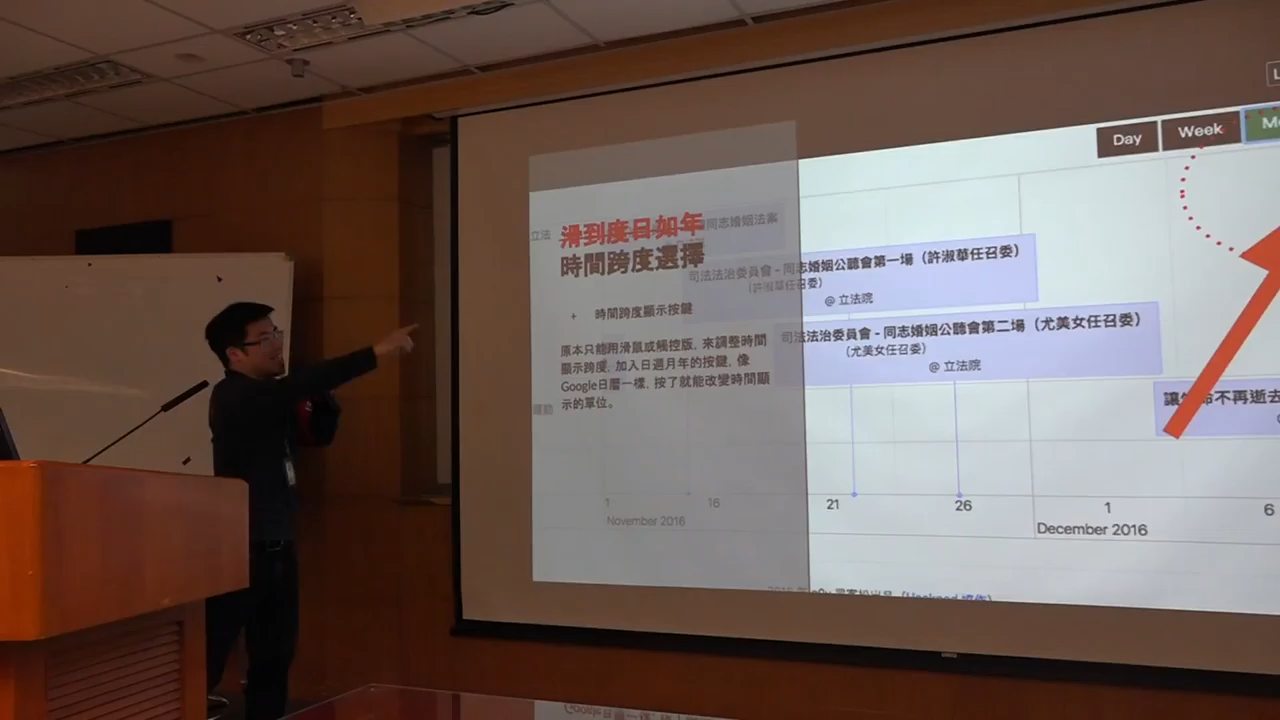 Day
Week
立法
同志婚姻法案
滑到度日如年
時間跨度選擇
司法法治委員會 - 同志婚姻公聽會第一場（許淑華任召委）
（許淑華任召委）
@ 立法院
+ 時間跨度顯示按鍵
司法法治委員會 - 同志婚姻公聽會第二場（尤美女任召委）
（尤美女任召委）
@ 立法院
原本只能用滑鼠或觸控版, 來調整時間
顯示跨度, 加入日週月年的按鍵, 像
Google日曆一樣, 按了就能改變時間顯
示的單位。
不再逝去
運動
1 16 21 26 1 6
November 2016
December 2016